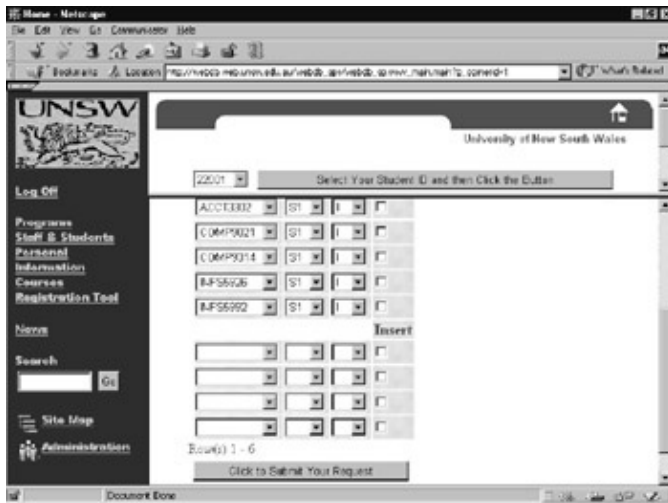 Home - Netscape
File Edit View Go Communicator Help
Bookmarks Location What's Related
UNSW
University of New South Wales
22001 Select Your Student ID and then Click the Button
Log Off
ACCT3302 S1 I
Programs
COMP9021 S1 I
Staff & Students
Personal
COMP9314 S1 I
Information
Courses
INFS5926 S1 I
Registration Tool
INFS5992 S1 I
News
Insert
Search
Go
Site Map
Administration
Row(s) 1 - 6
Click to Submit Your Request
Document Done